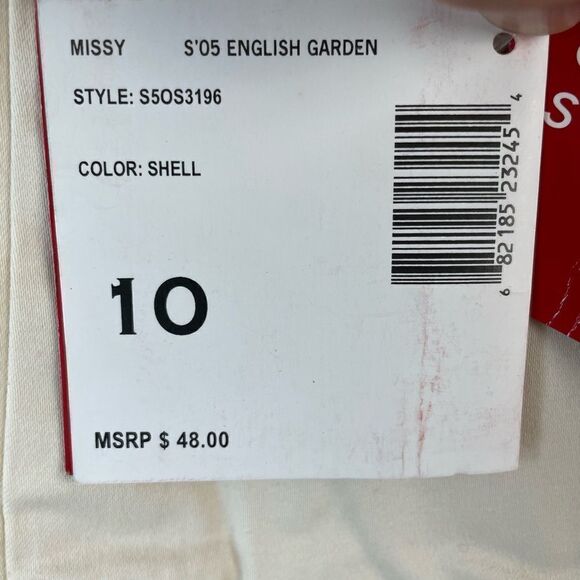 MISSY S'05 ENGLISH GARDEN
STYLE: S5OS3196
COLOR: SHELL
10
MSRP $ 48.00
6 82185 23245 4
S